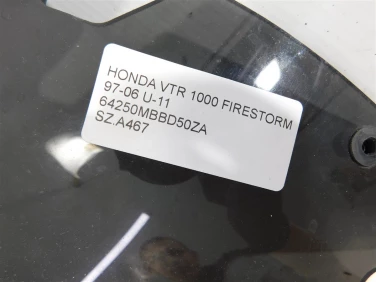 HONDA VTR 1000 FIRESTORM
97-06 U-11
64250MBBD50ZA
SZ.A467